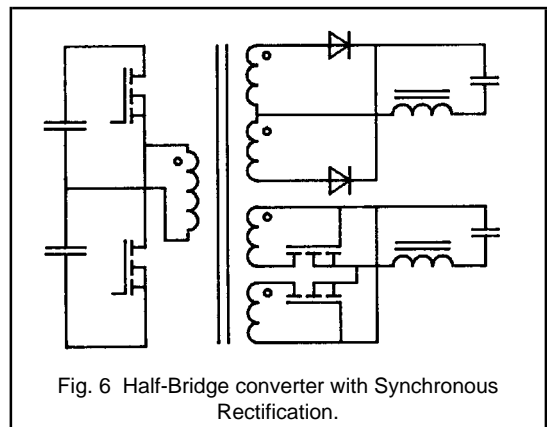 Fig. 6 Half-Bridge converter with Synchronous
Rectification.